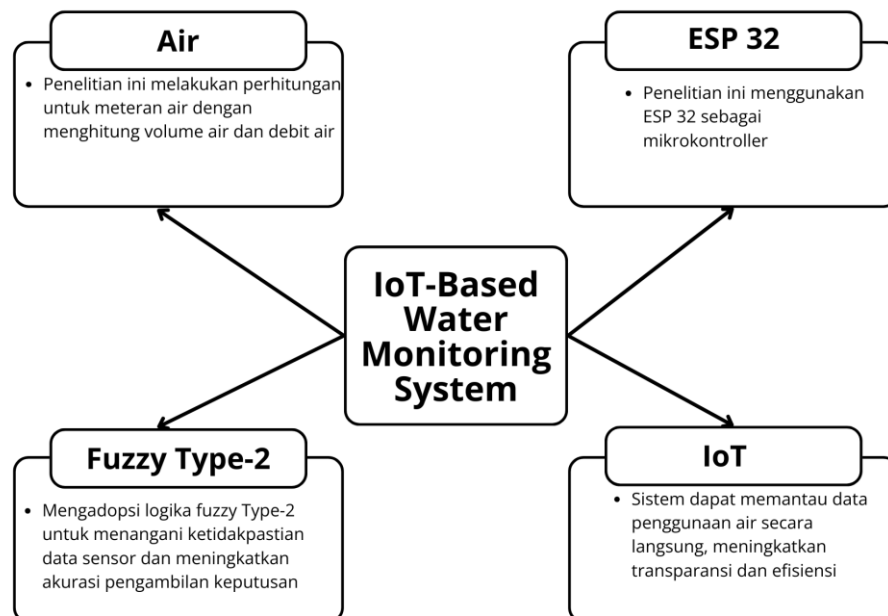 Air
• Penelitian ini melakukan perhitungan
untuk meteran air dengan
menghitung volume air dan debit air
ESP 32
• Penelitian ini menggunakan
ESP 32 sebagai
mikrokontroller
IoT-Based
Water
Monitoring
System
Fuzzy Type-2
• Mengadopsi logika fuzzy Type-2
untuk menangani ketidakpastian
data sensor dan meningkatkan
akurasi pengambilan keputusan
IoT
• Sistem dapat memantau data
penggunaan air secara
langsung, meningkatkan
transparansi dan efisiensi